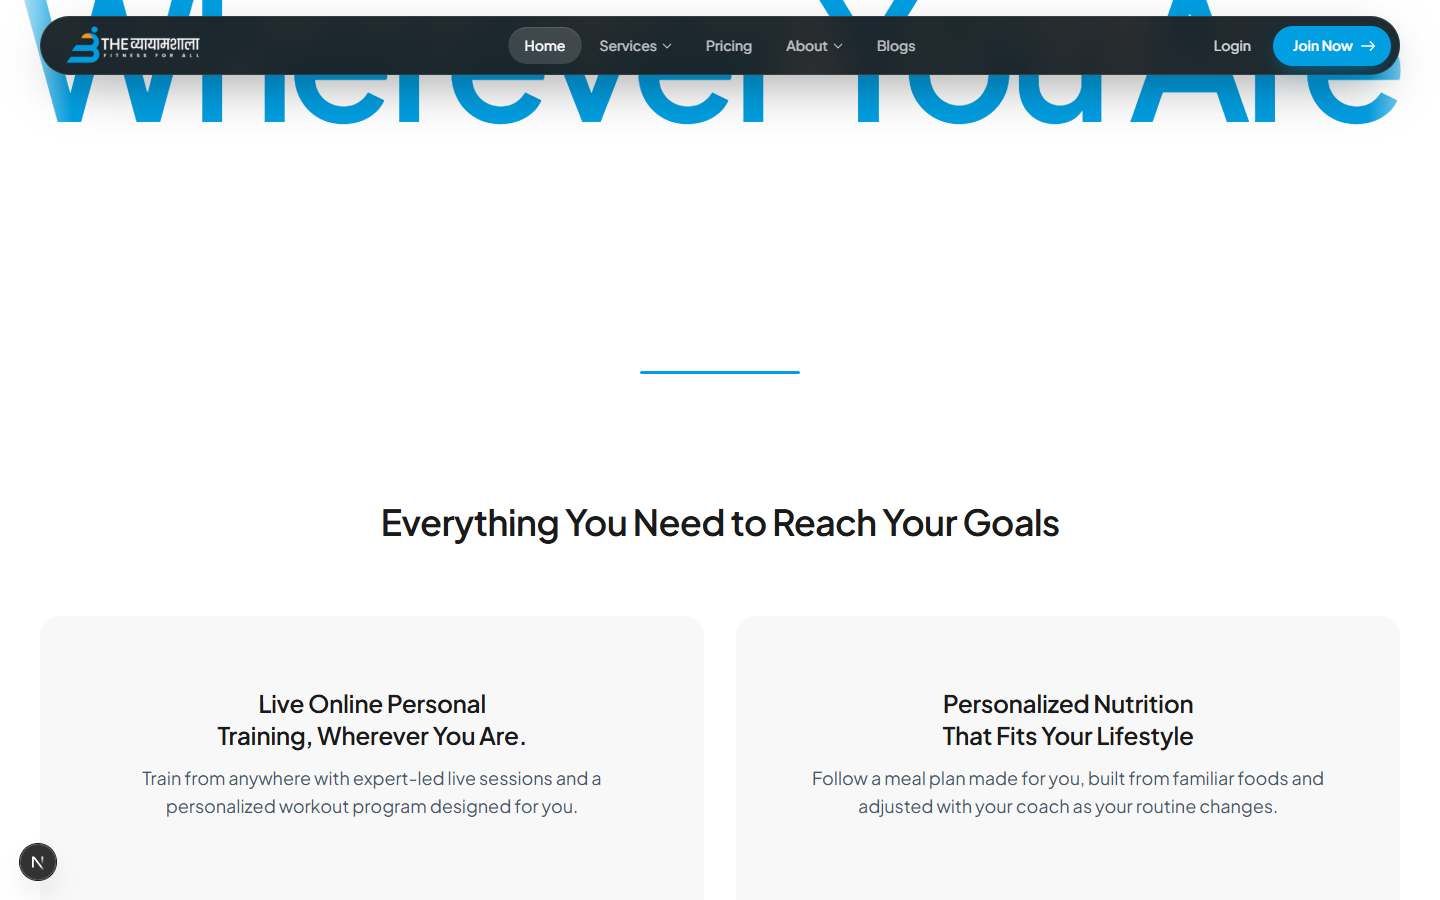 Wherever You Are
THE व्यायामशाला
FITNESS FOR ALL
Home
Services
Pricing
About
Blogs
Login
Join Now
Everything You Need to Reach Your Goals
Live Online Personal
Training, Wherever You Are.
Train from anywhere with expert-led live sessions and a
personalized workout program designed for you.
Personalized Nutrition
That Fits Your Lifestyle
Follow a meal plan made for you, built from familiar foods and
adjusted with your coach as your routine changes.
N